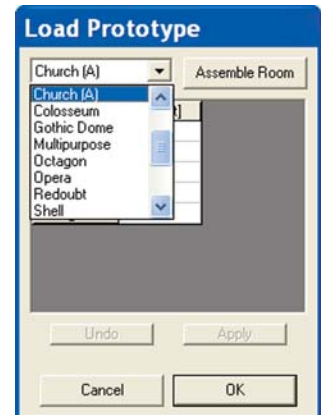 Load Prototype
Church (A)
Assemble Room
Church (A)
Colosseum
Gothic Dome
Multipurpose
Octagon
Opera
Redoubt
Shell
Undo
Apply
Cancel
OK